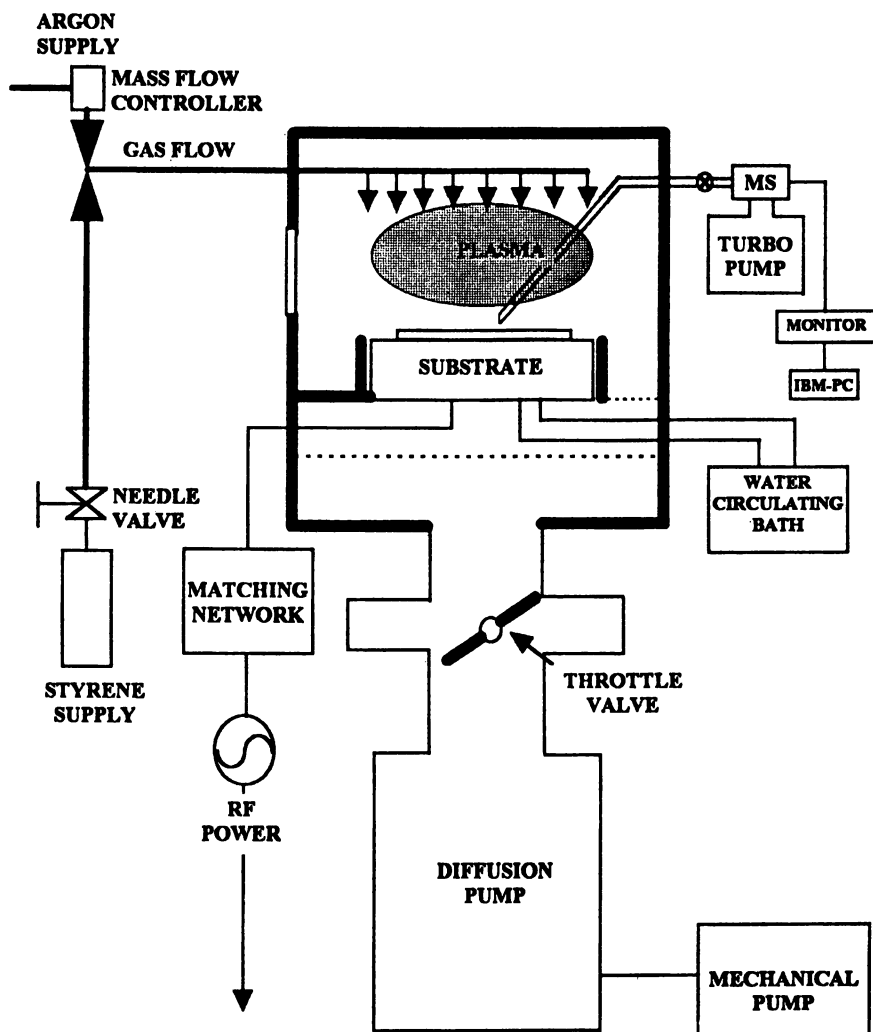 ARGON
SUPPLY
MASS FLOW
CONTROLLER
GAS FLOW
PLASMA
MS
TURBO
PUMP
MONITOR
IBM-PC
SUBSTRATE
NEEDLE
VALVE
WATER
CIRCULATING
BATH
MATCHING
NETWORK
STYRENE
SUPPLY
THROTTLE
VALVE
RF
POWER
DIFFUSION
PUMP
MECHANICAL
PUMP